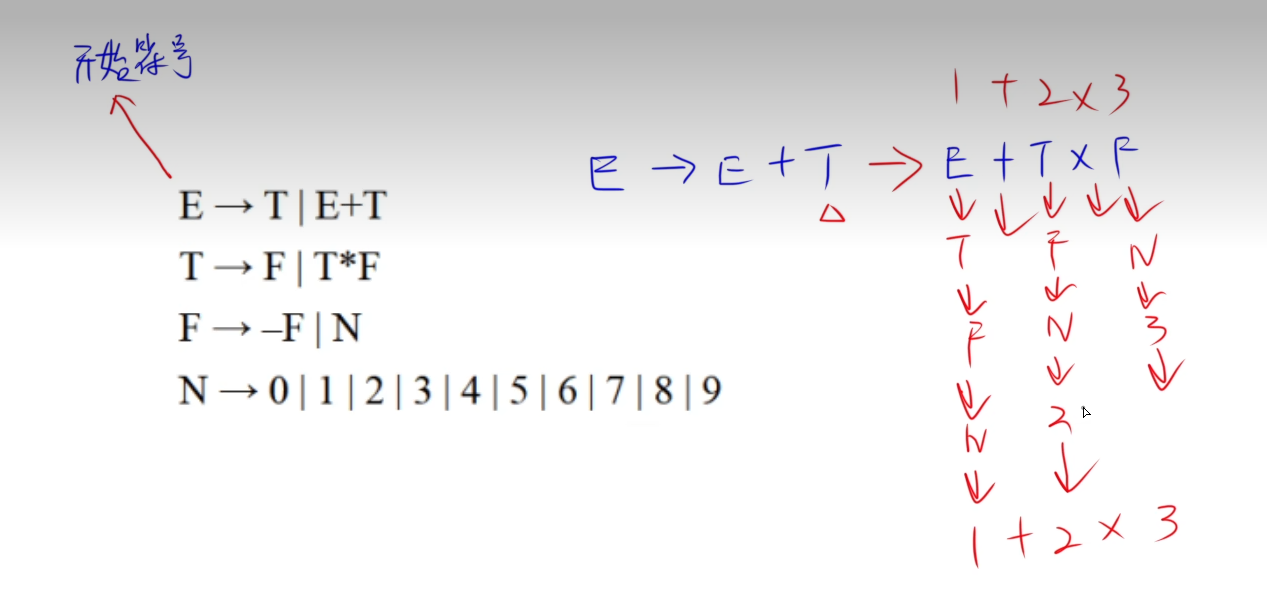 开始符号
E → T | E+T
T → F | T*F
F → –F | N
N → 0 | 1 | 2 | 3 | 4 | 5 | 6 | 7 | 8 | 9
1 + 2 × 3
E → E + T → E + T × F
T F N
F N 3
N 2
1 + 2 × 3